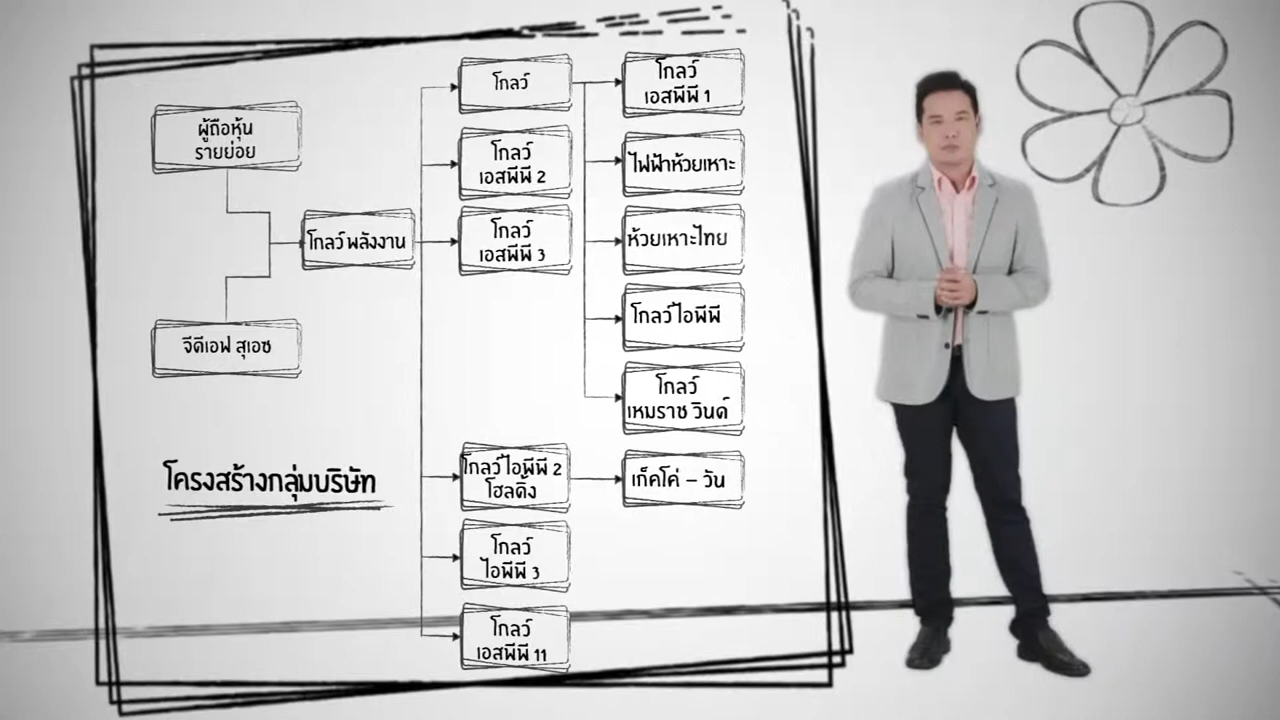 ผู้ถือหุ้น
รายย่อย
จีดีเอฟ สุเอซ
โกลว์ พลังงาน
โกลว์
โกลว์
เอสพีพี 2
โกลว์
เอสพีพี 3
โกลว์ ไอพีพี 2
โฮลดิ้ง
โกลว์
ไอพีพี 3
โกลว์
เอสพีพี 11
โกลว์
เอสพีพี 1
ไฟฟ้าห้วยเหาะ
ห้วยเหาะไทย
โกลว์ ไอพีพี
โกลว์
เหมราช วินด์
เก็คโค่ – วัน
โครงสร้างกลุ่มบริษัท